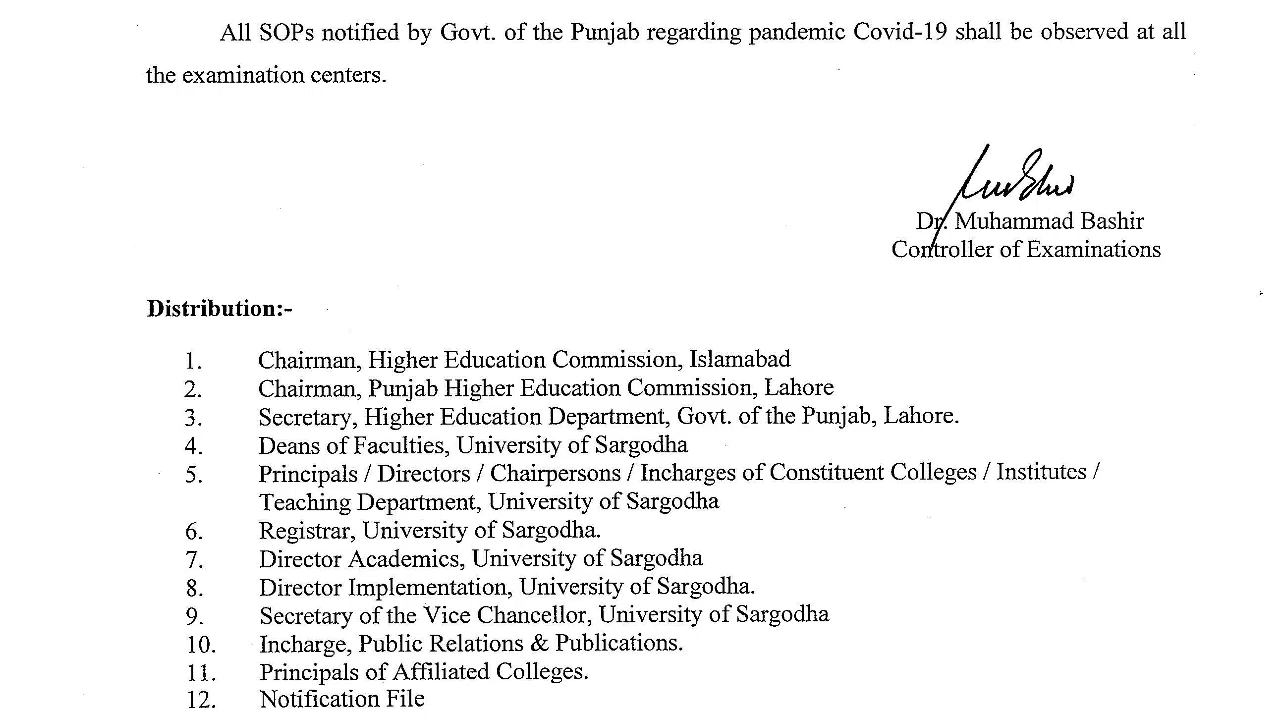 All SOPs notified by Govt. of the Punjab regarding pandemic Covid-19 shall be observed at all
the examination centers.
Dr. Muhammad Bashir
Controller of Examinations
Distribution:-
1. Chairman, Higher Education Commission, Islamabad
2. Chairman, Punjab Higher Education Commission, Lahore
3. Secretary, Higher Education Department, Govt. of the Punjab, Lahore.
4. Deans of Faculties, University of Sargodha
5. Principals / Directors / Chairpersons / Incharges of Constituent Colleges / Institutes /
Teaching Department, University of Sargodha
6. Registrar, University of Sargodha.
7. Director Academics, University of Sargodha
8. Director Implementation, University of Sargodha.
9. Secretary of the Vice Chancellor, University of Sargodha
10. Incharge, Public Relations & Publications.
11. Principals of Affiliated Colleges.
12. Notification File